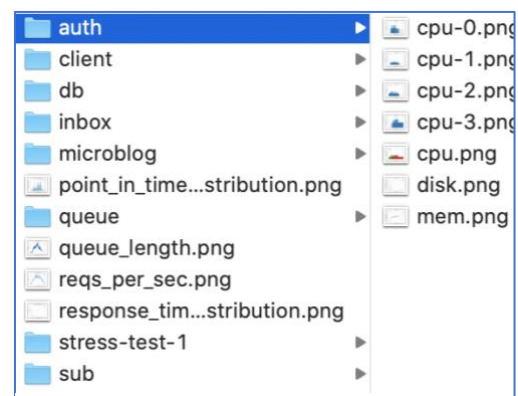 auth
client
db
inbox
microblog
point_in_time...stribution.png
queue
queue_length.png
reqs_per_sec.png
response_tim...stribution.png
stress-test-1
sub
cpu-0.png
cpu-1.png
cpu-2.png
cpu-3.png
cpu.png
disk.png
mem.png